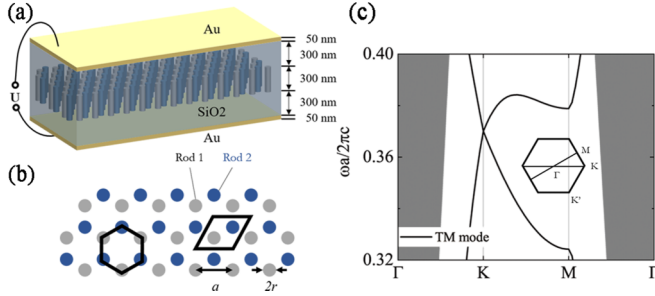 (a)
Au
50 nm
300 nm
300 nm
300 nm
50 nm
U
SiO2
Au
(b)
Rod 1
Rod 2
a
2r
(c)
ωa/2πc
0.40
0.36
0.32
M
K
Γ
K'
TM mode
Γ
K
M
Γ